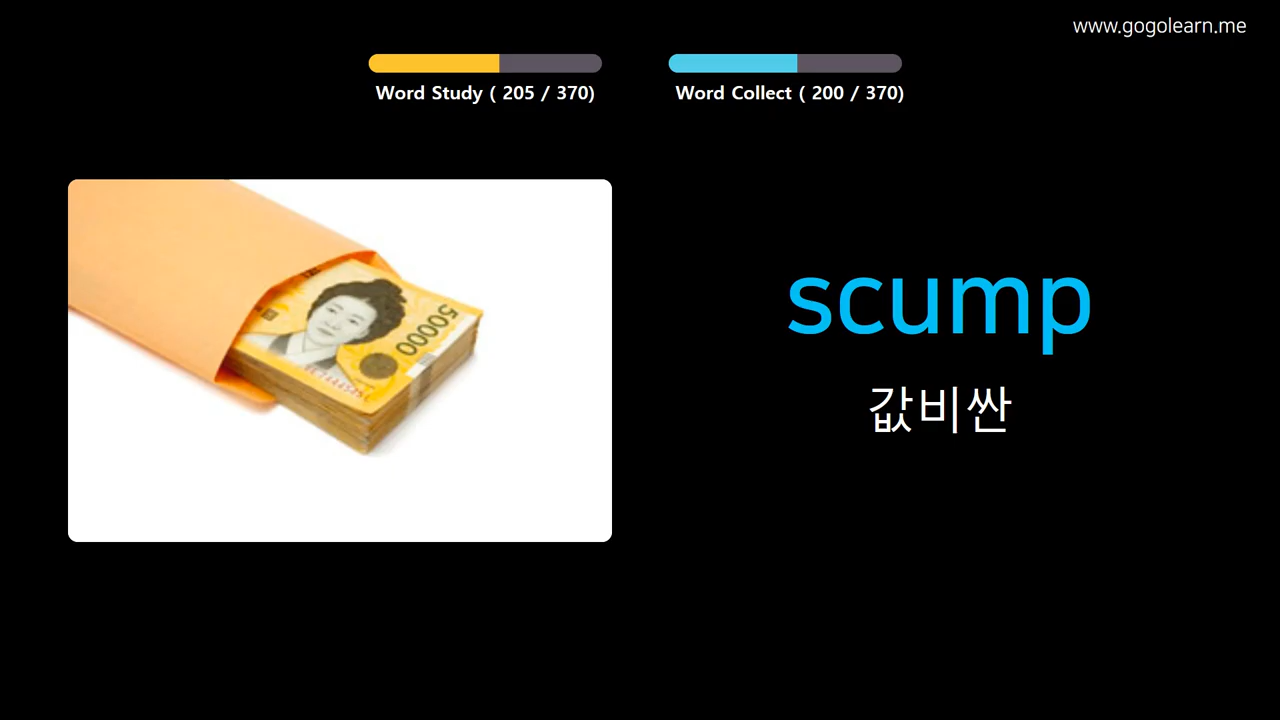 www.gogolearn.me
Word Study ( 205 / 370)
Word Collect ( 200 / 370)
scump
값비싼
50000